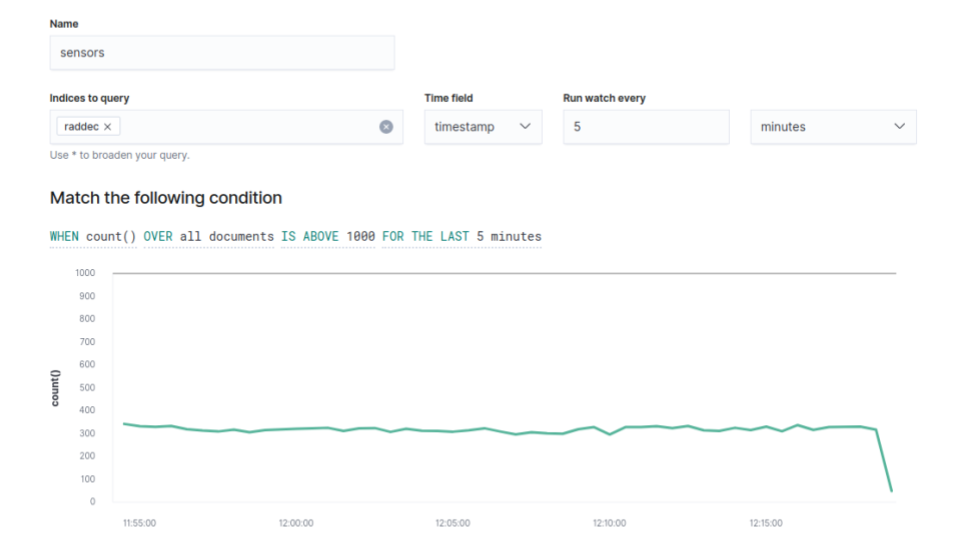 Name
sensors
Indices to query
Time field
Run watch every
raddec ×
timestamp
5
minutes
Use * to broaden your query.
Match the following condition
WHEN count() OVER all documents IS ABOVE 1000 FOR THE LAST 5 minutes
count()
1000
900
800
700
600
500
400
300
200
100
0
11:55:00
12:00:00
12:05:00
12:10:00
12:15:00